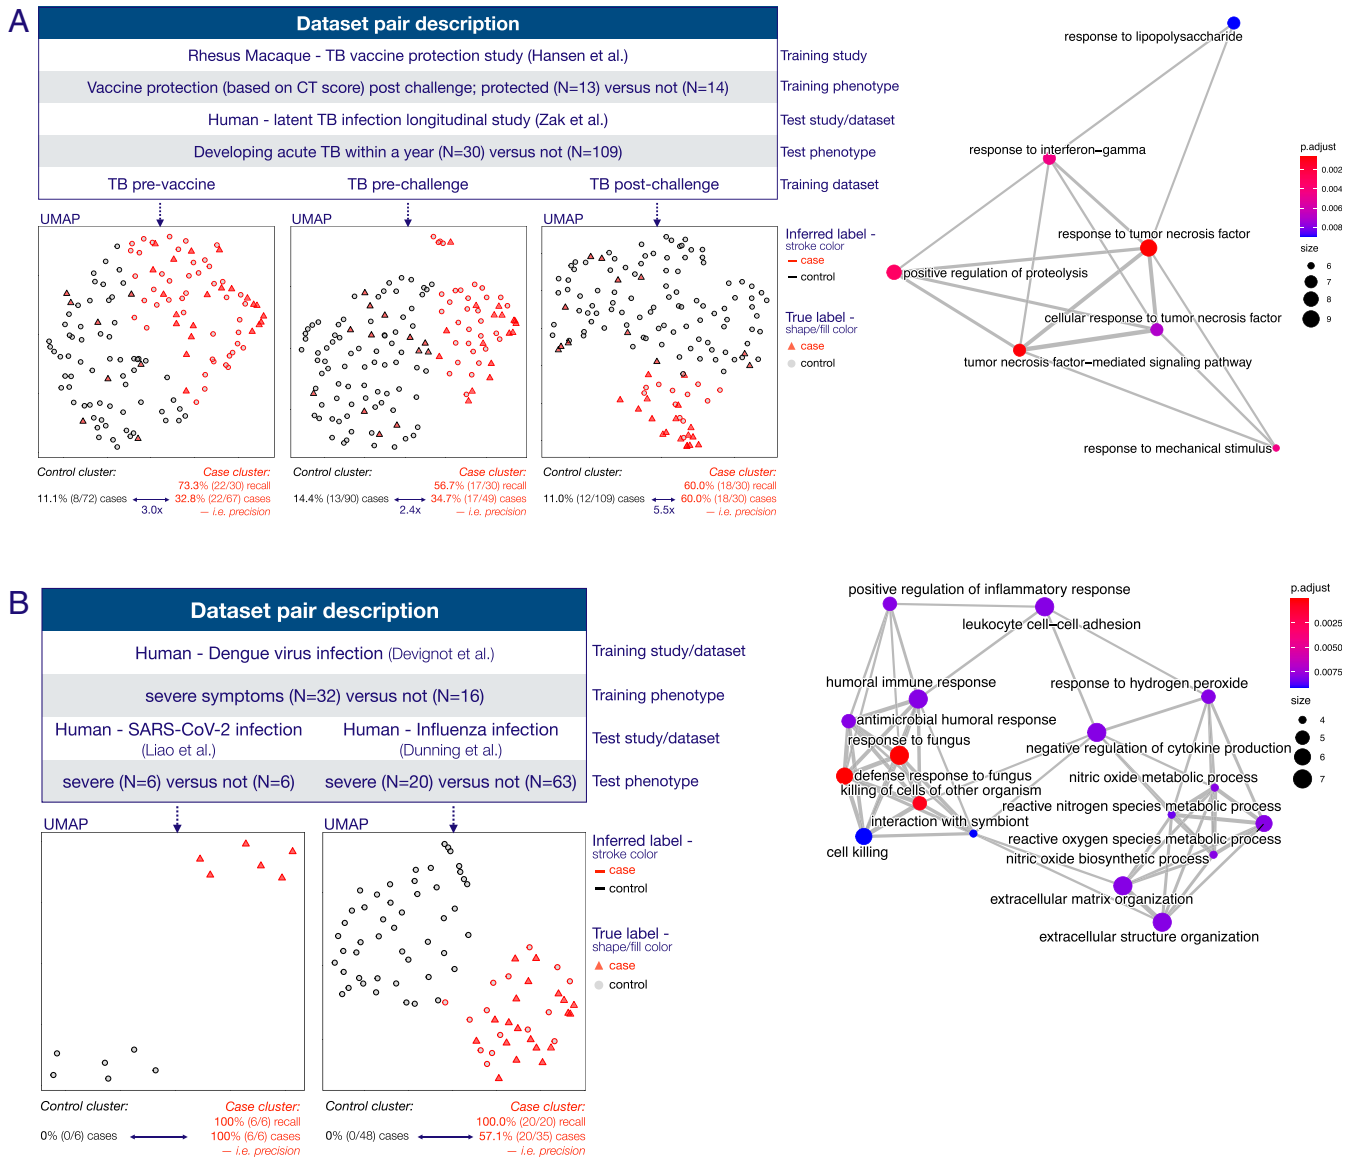 A
Dataset pair description
Rhesus Macaque - TB vaccine protection study (Hansen et al.)
Training study
Vaccine protection (based on CT score) post challenge; protected (N=13) versus not (N=14)
Training phenotype
Human - latent TB infection longitudinal study (Zak et al.)
Test study/dataset
Developing acute TB within a year (N=30) versus not (N=109)
Test phenotype
TB pre-vaccine
TB pre-challenge
TB post-challenge
Training dataset
UMAP
UMAP
UMAP
Inferred label -
stroke color
case
control
True label -
shape/fill color
case
control
Control cluster:
Case cluster:
73.3% (22/30) recall
11.1% (8/72) cases
32.8% (22/67) cases
3.0x
— i.e. precision
Control cluster:
Case cluster:
56.7% (17/30) recall
14.4% (13/90) cases
34.7% (17/49) cases
2.4x
— i.e. precision
Control cluster:
Case cluster:
60.0% (18/30) recall
11.0% (12/109) cases
60.0% (18/30) cases
5.5x
— i.e. precision
response to lipopolysaccharide
response to interferon−gamma
response to tumor necrosis factor
positive regulation of proteolysis
cellular response to tumor necrosis factor
tumor necrosis factor−mediated signaling pathway
response to mechanical stimulus
p.adjust
0.002
0.004
0.006
0.008
size
6
7
8
9
B
Dataset pair description
Human - Dengue virus infection (Devignot et al.)
Training study/dataset
severe symptoms (N=32) versus not (N=16)
Training phenotype
Human - SARS-CoV-2 infection
(Liao et al.)
Human - Influenza infection
(Dunning et al.)
Test study/dataset
severe (N=6) versus not (N=6)
severe (N=20) versus not (N=63)
Test phenotype
UMAP
UMAP
Inferred label -
stroke color
case
control
True label -
shape/fill color
case
control
Control cluster:
Case cluster:
100% (6/6) recall
0% (0/6) cases
100% (6/6) cases
— i.e. precision
Control cluster:
Case cluster:
100.0% (20/20) recall
0% (0/48) cases
57.1% (20/35) cases
— i.e. precision
positive regulation of inflammatory response
leukocyte cell−cell adhesion
humoral immune response
response to hydrogen peroxide
antimicrobial humoral response
response to fungus
negative regulation of cytokine production
defense response to fungus
nitric oxide metabolic process
killing of cells of other organism
reactive nitrogen species metabolic process
interaction with symbiont
reactive oxygen species metabolic process
cell killing
nitric oxide biosynthetic process
extracellular matrix organization
extracellular structure organization
p.adjust
0.0025
0.0050
0.0075
size
4
5
6
7